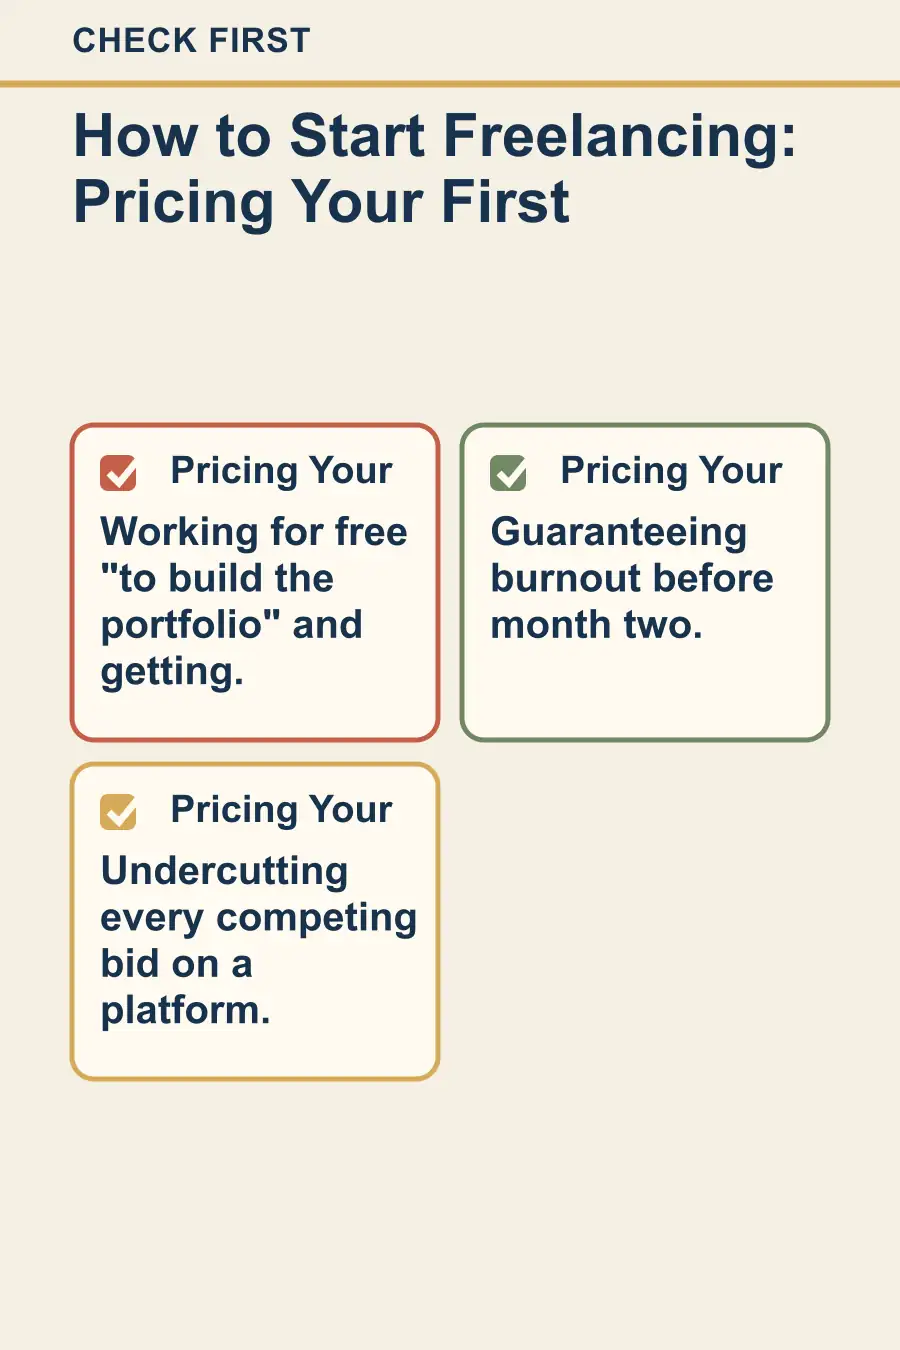 CHECK FIRST
How to Start Freelancing:
Pricing Your First
Pricing Your
Working for free
"to build the
portfolio" and
getting.
Pricing Your
Guaranteeing
burnout before
month two.
Pricing Your
Undercutting
every competing
bid on a
platform.